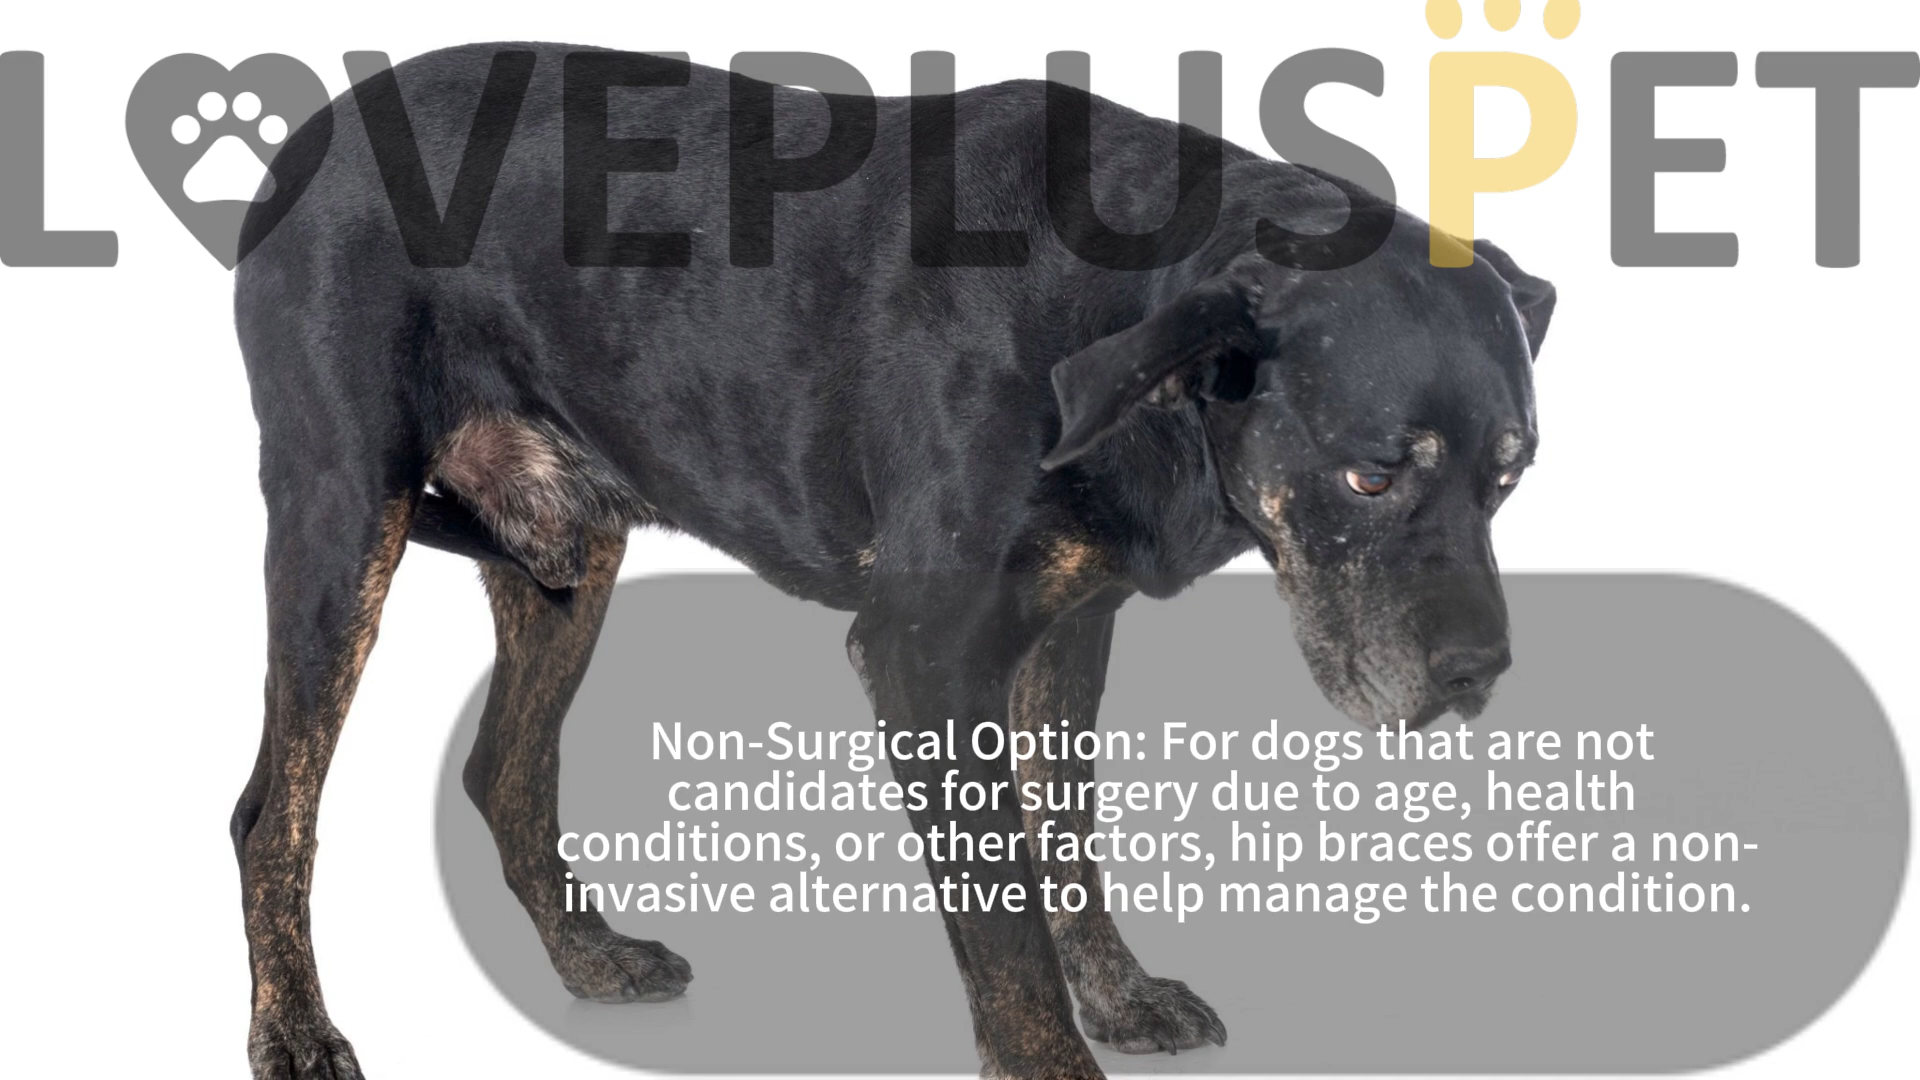 LOVEPLUSPET
Non-Surgical Option: For dogs that are not
candidates for surgery due to age, health
conditions, or other factors, hip braces offer a non-
invasive alternative to help manage the condition.